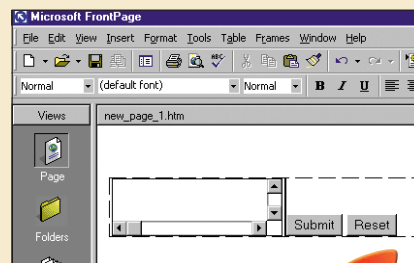 Microsoft FrontPage
File Edit View Insert Format Tools Table Frames Window Help
Normal (default font) Normal B I U
Views new_page_1.htm
Page
Submit Reset
Folders